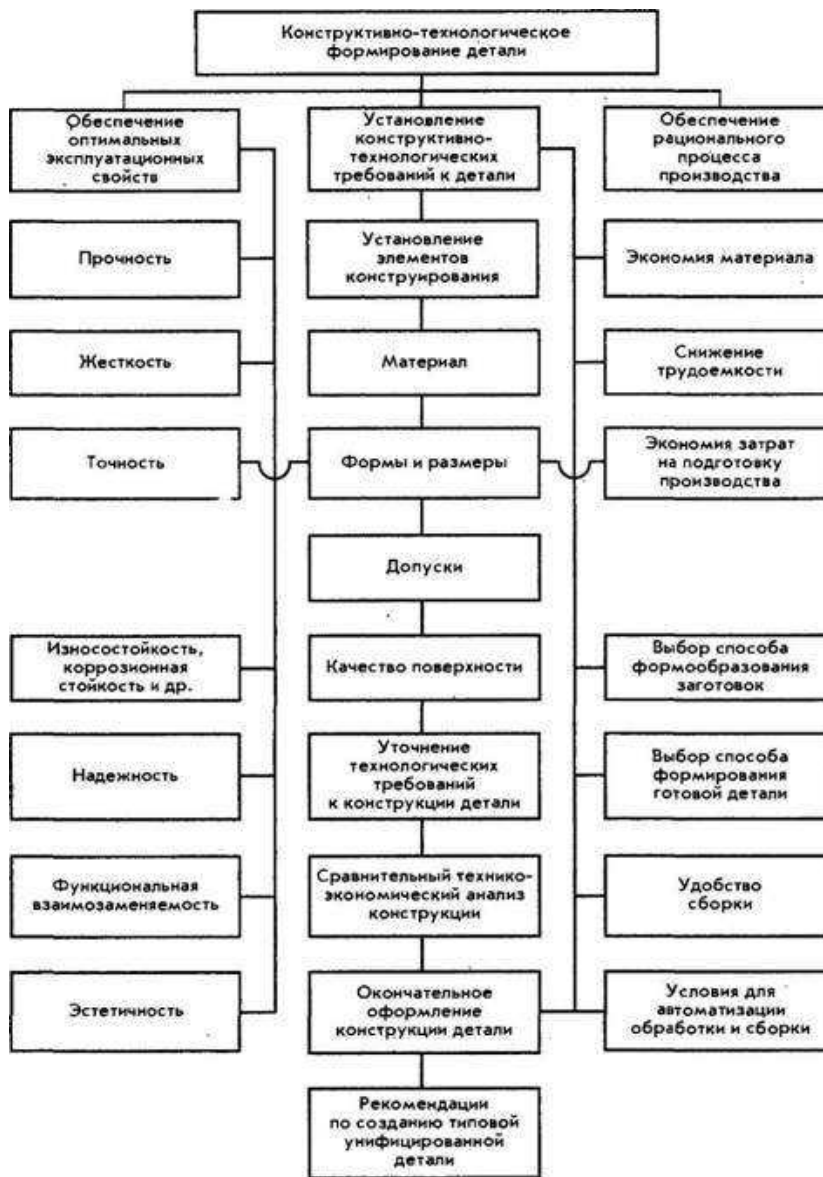 Конструктивно-технологическое
формирование детали
Обеспечение
оптимальных
эксплуатационных
свойств
Установление
конструктивно-
технологических
требований к детали
Обеспечение
рационального
процесса
производства
Прочность
Установление
элементов
конструирования
Экономия материала
Жесткость
Материал
Снижение
трудоемкости
Точность
Формы и размеры
Экономия затрат
на подготовку
производства
Допуски
Износостойкость,
коррозионная
стойкость и др.
Качество поверхности
Выбор способа
формообразования
заготовок
Надежность
Уточнение
технологических
требований
к конструкции детали
Выбор способа
формирования
готовой детали
Функциональная
взаимозаменяемость
Сравнительный технико-
экономический анализ
конструкции
Удобство
сборки
Эстетичность
Окончательное
оформление
конструкции детали
Условия для
автоматизации
обработки и сборки
Рекомендации
по созданию типовой
унифицированной
детали